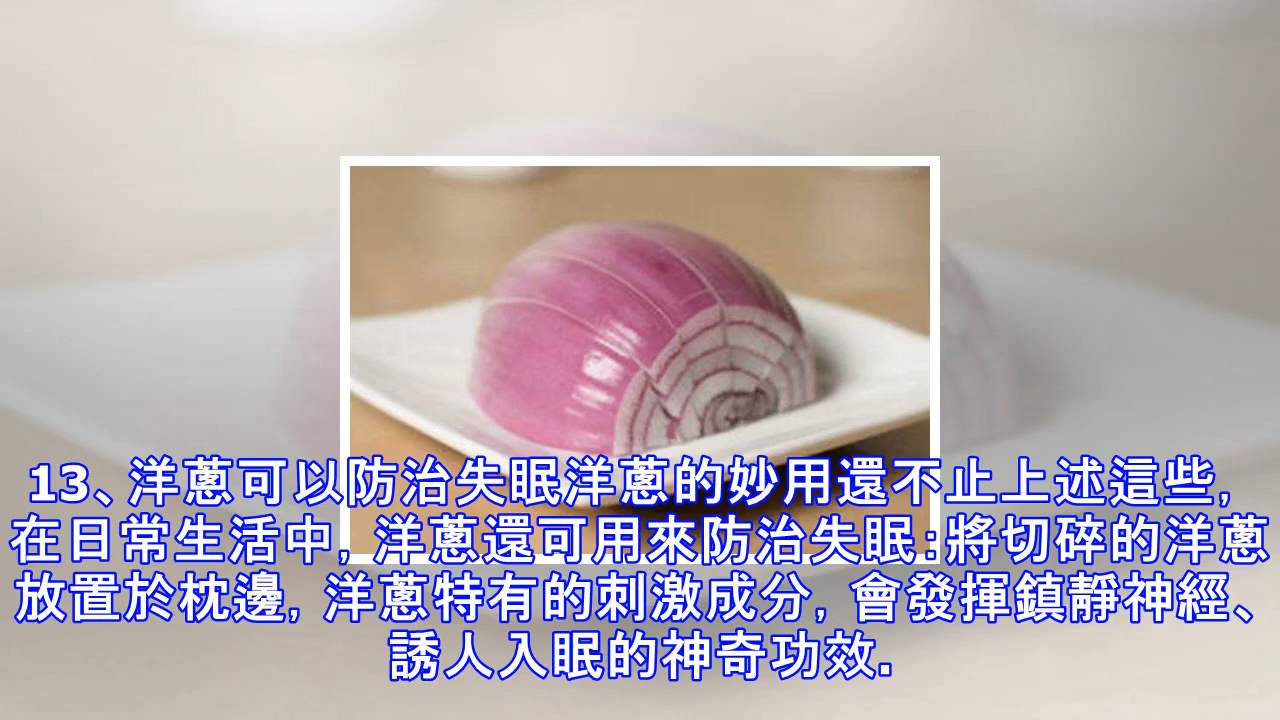 13、洋蔥可以防治失眠洋蔥的妙用還不止上述這些,
在日常生活中, 洋蔥還可用來防治失眠:將切碎的洋蔥
放置於枕邊, 洋蔥特有的刺激成分, 會發揮鎮靜神經、
誘人入眠的神奇功效.